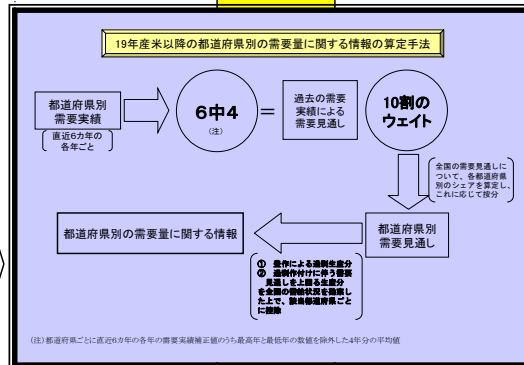 19年産米以降の都道府県別の需要量に関する情報の算定手法
都道府県別
需要実績
直近6カ年の
各年ごと
6中4
(注)
＝
過去の需要
実績による
需要見通し
10割の
ウェイト
全国の需要見通しに
ついて、各都道府県
別のシェアを算定し、
これに応じて按分
都道府県別の需要量に関する情報
都道府県別
需要見通し
① 豊作による過剰生産分
② 過剰作付けに伴う需要
見通しを上回る生産分
を全国の需給状況を勘案し
た上で、該当都道府県ごと
に控除
(注)都道府県ごとに直近6カ年の各年の需要実績補正値のうち最高年と最低年の数値を除外した4年分の平均値